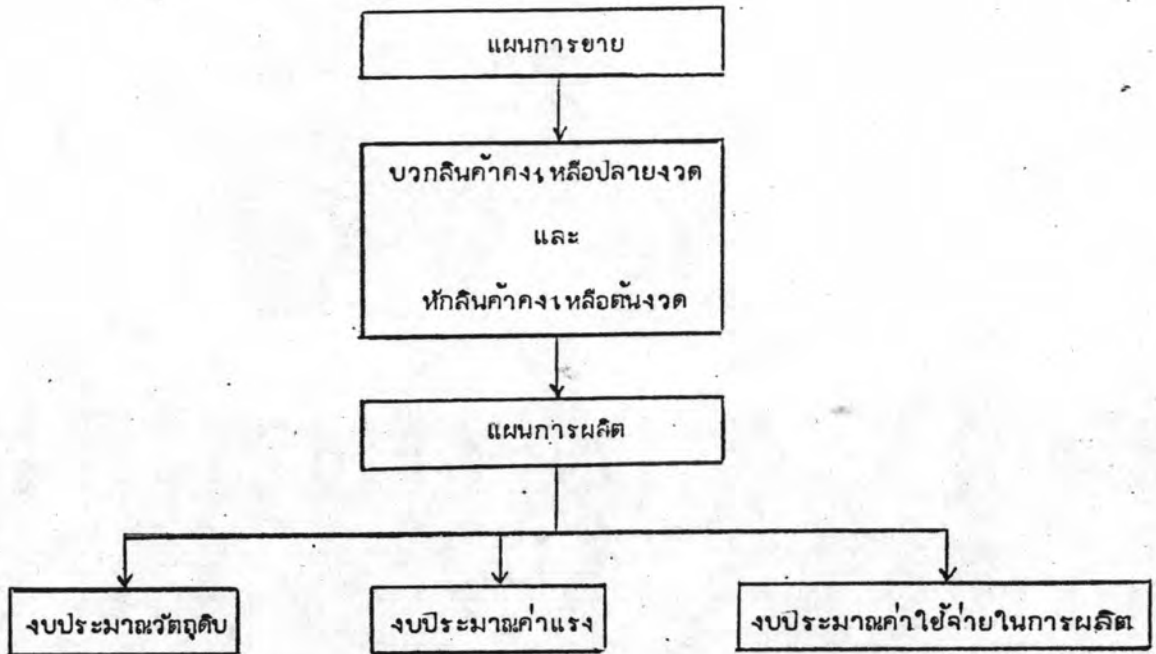 แผนการขาย
บวกสินค้าคงเหลือปลายงวด
และ
หักสินค้าคงเหลือต้นงวด
แผนการผลิต
งบประมาณวัตถุดิบ
งบประมาณค่าแรง
งบประมาณค่าใช้จ่ายในการผลิต